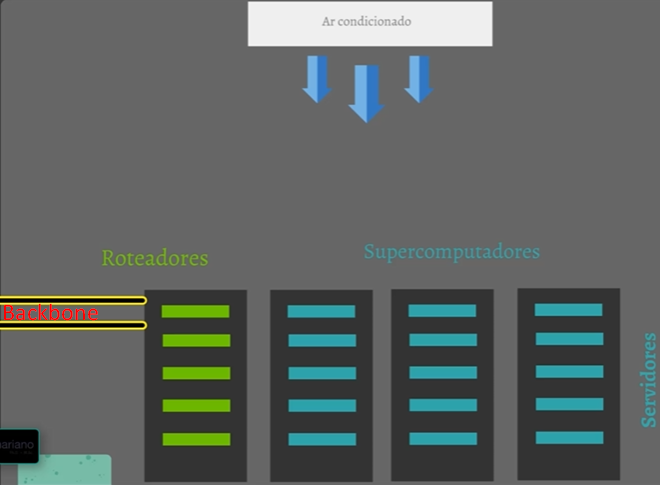 Ar condicionado
Supercomputadores
Roteadores
Backbone
Servidores